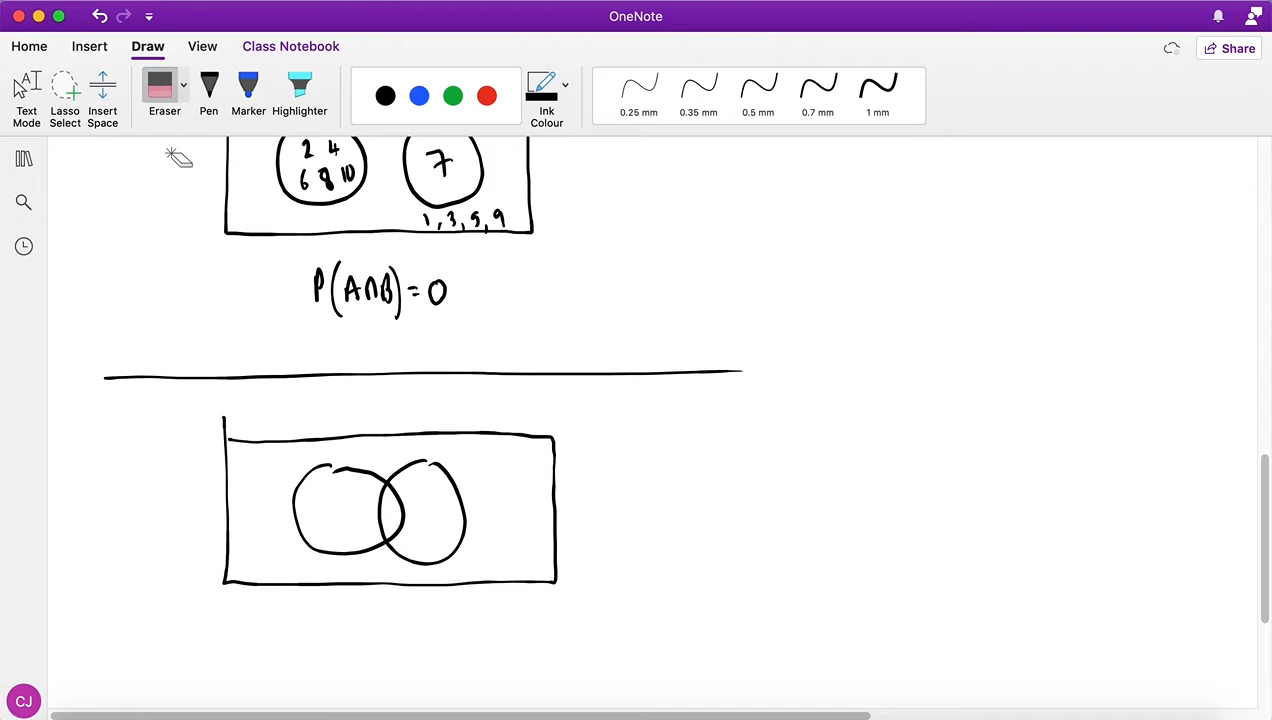 OneNote
Home Insert Draw View Class Notebook Share
Text Mode Lasso Select Insert Space Eraser Pen Marker Highlighter Ink Colour 0.25 mm 0.35 mm 0.5 mm 0.7 mm 1 mm
2 4
6 8 10
7
1, 3, 5, 9
P(A∩B)=0
CJ